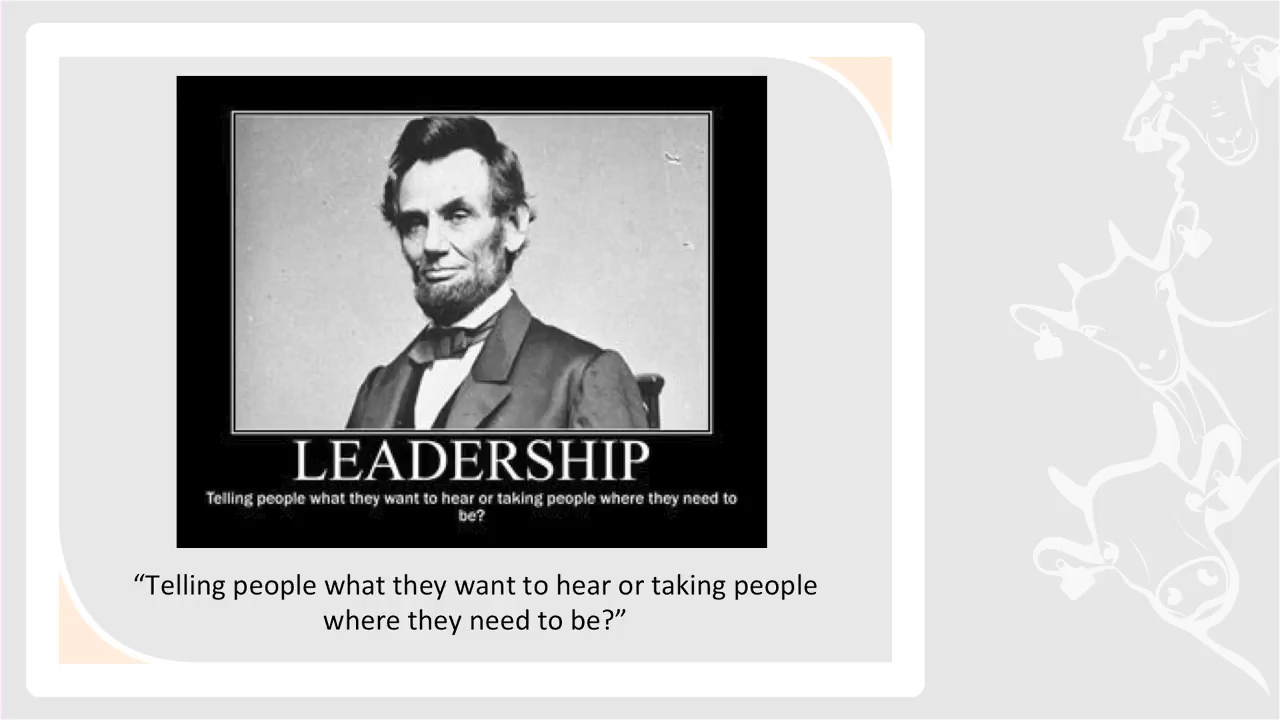 LEADERSHIP
Telling people what they want to hear or taking people where they need to
be?
“Telling people what they want to hear or taking people
where they need to be?”